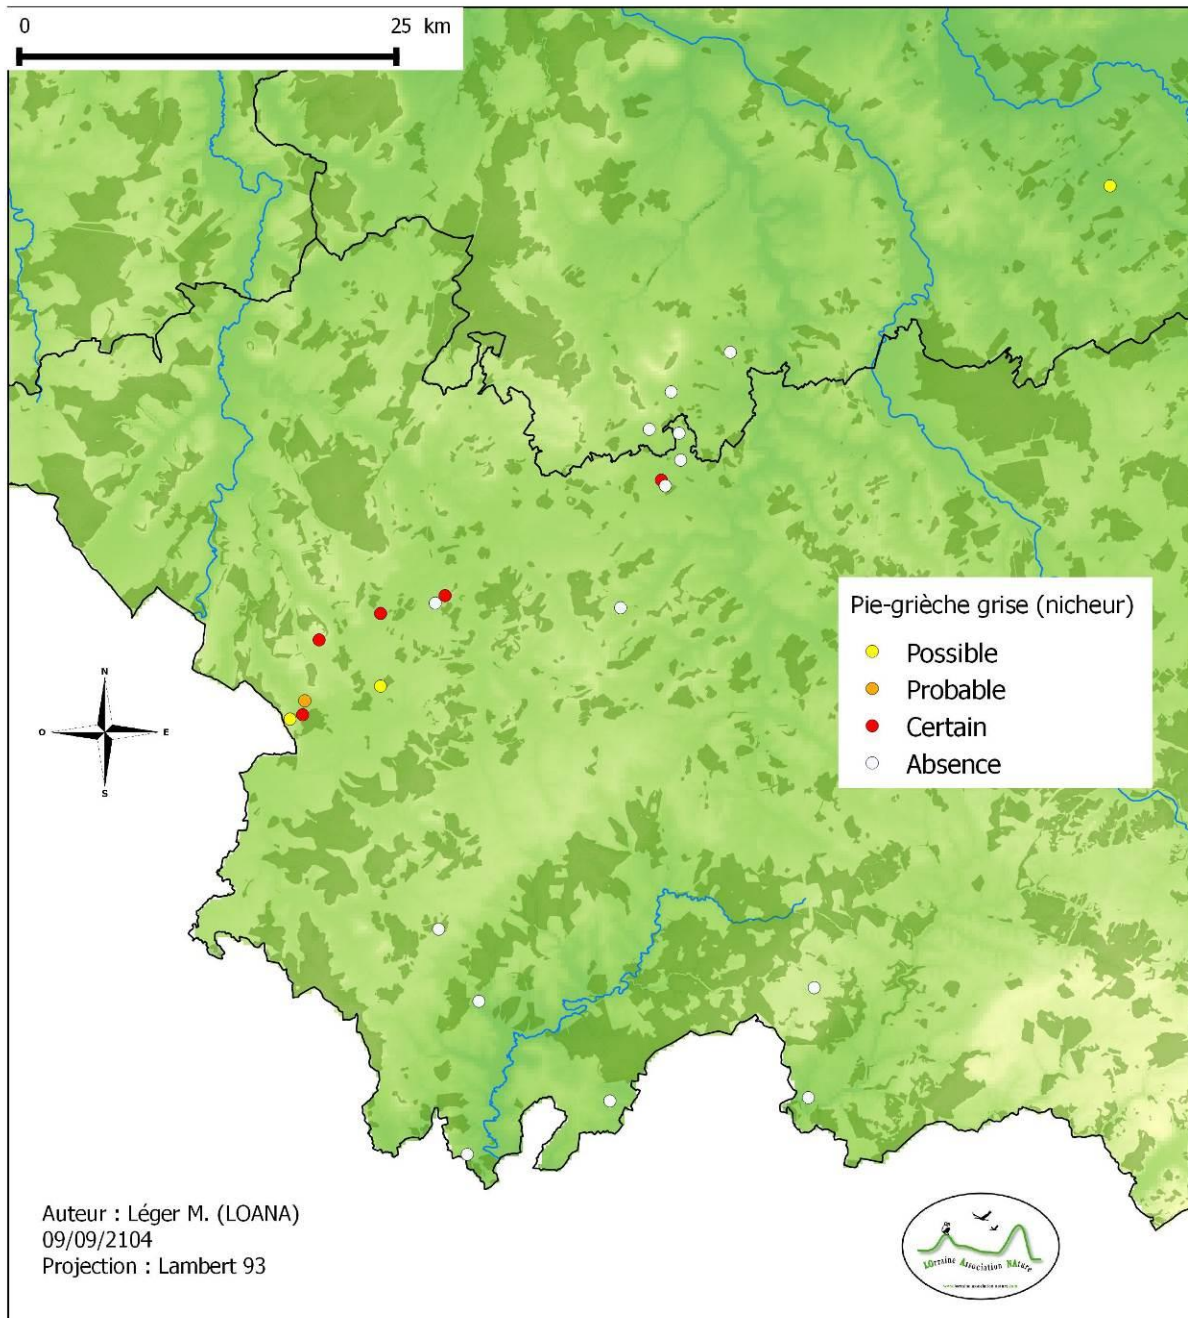 0 25 km
Pie-grièche grise (nicheur)
Possible
Probable
Certain
Absence
N
O E
S
Auteur : Léger M. (LOANA)
09/09/2104
Projection : Lambert 93
LOrraine Association NAture